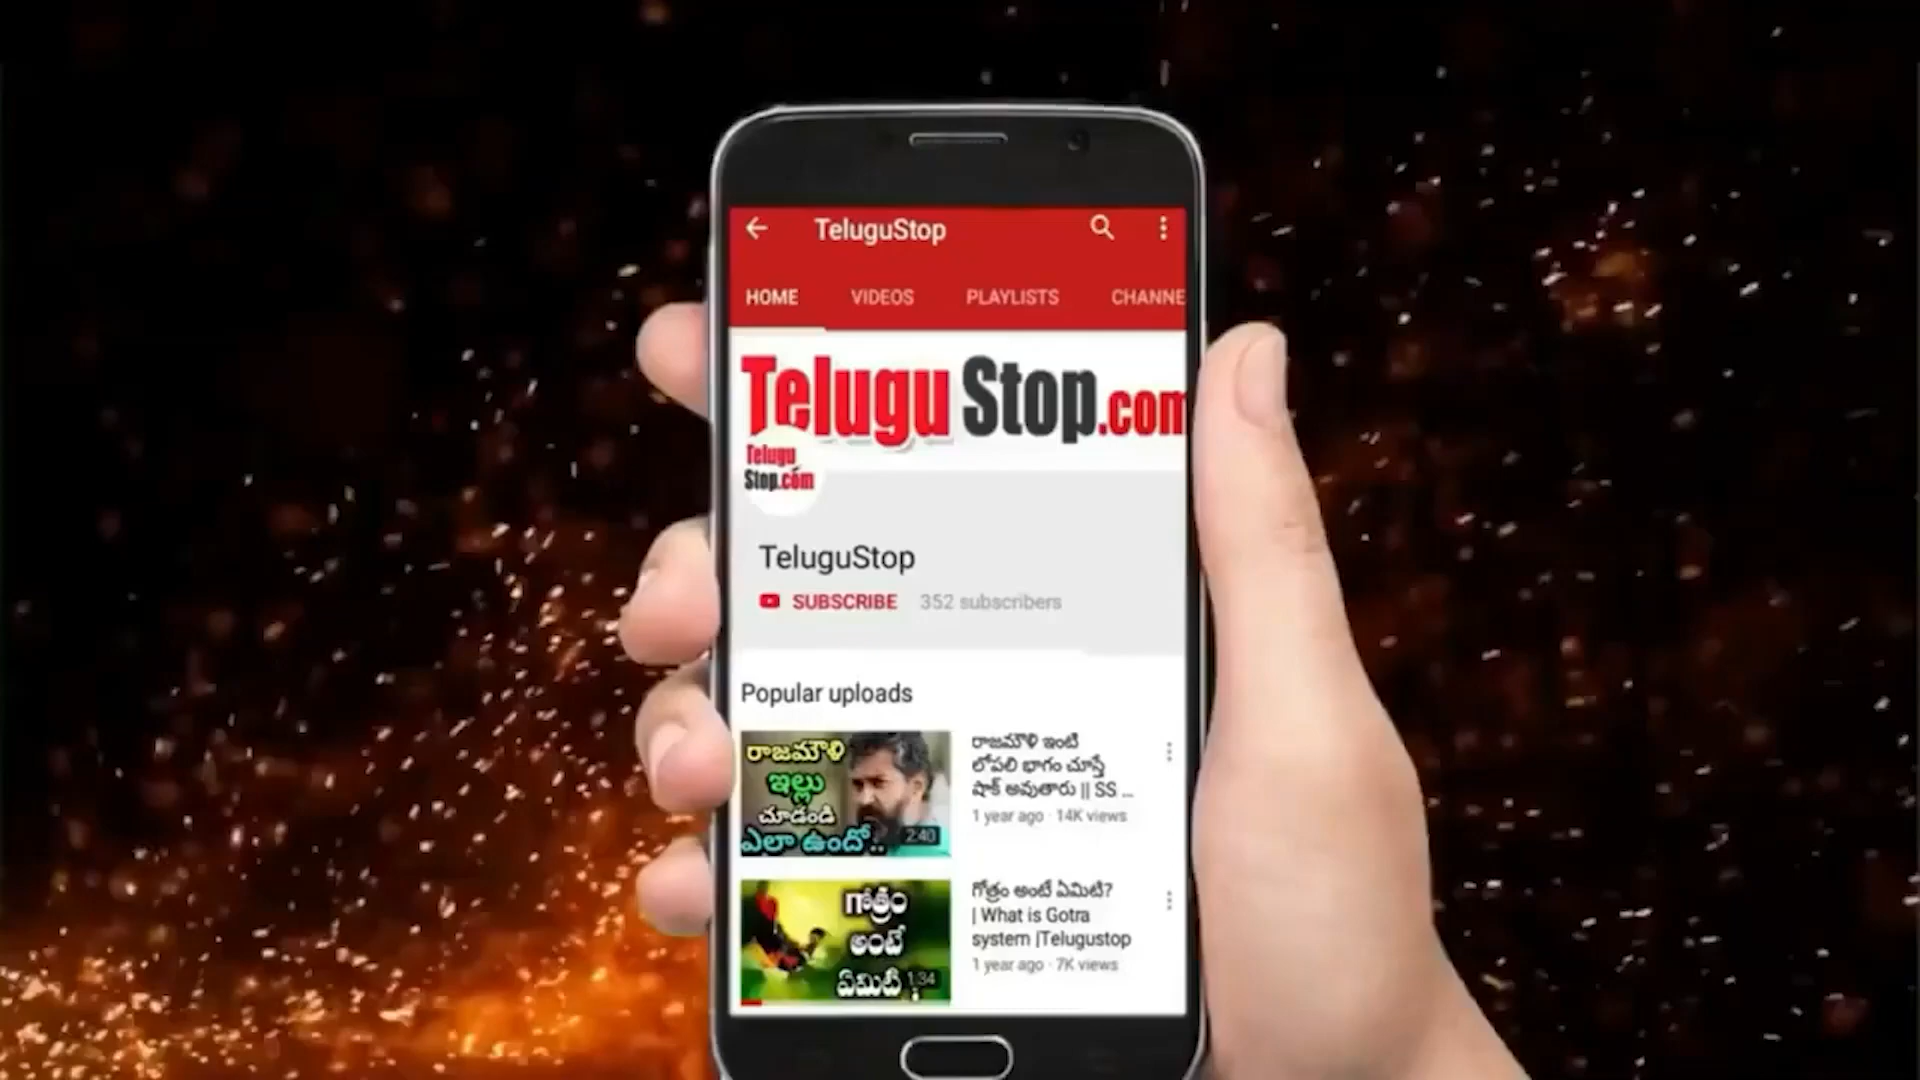 TeluguStop
HOME VIDEOS PLAYLISTS CHANNE
Telugu Stop.com
Telugu
Stop.com
TeluguStop
SUBSCRIBE 352 subscribers
Popular uploads
రాజమౌళి
ఇల్లు
చూడండి
ఎలా ఉందో..
2:40
రాజమౌళి ఇంటి
లోపలి భాగం చూస్తే
షాక్ అవుతారు || SS ...
1 year ago · 14K views
గోత్రం
అంటే
ఏమిటి
1:34
గోత్రం అంటే ఏమిటి?
| What is Gotra
system |Telugustop
1 year ago · 7K views